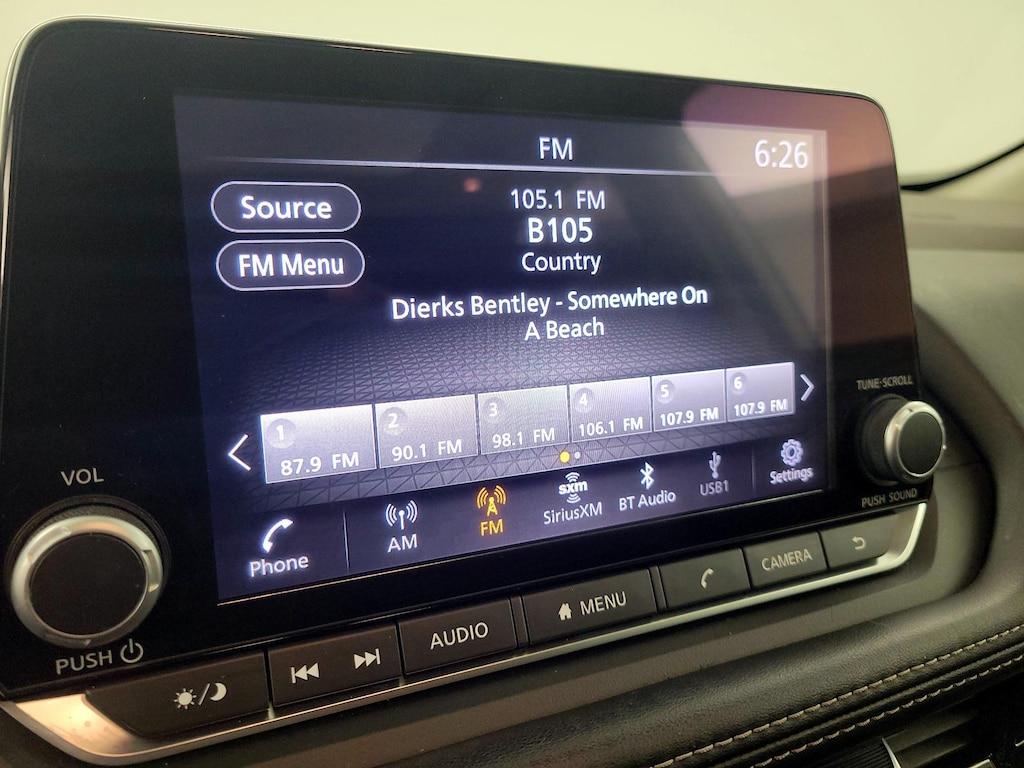 FM
6:26
Source
105.1 FM
B105
FM Menu
Country
Dierks Bentley - Somewhere On
A Beach
1
87.9 FM
2
90.1 FM
3
98.1 FM
4
106.1 FM
5
107.9 FM
6
107.9 FM
TUNE·SCROLL
PUSH SOUND
Phone
AM
FM
sxm
SiriusXM
BT Audio
USB1
Settings
VOL
PUSH
AUDIO
MENU
CAMERA